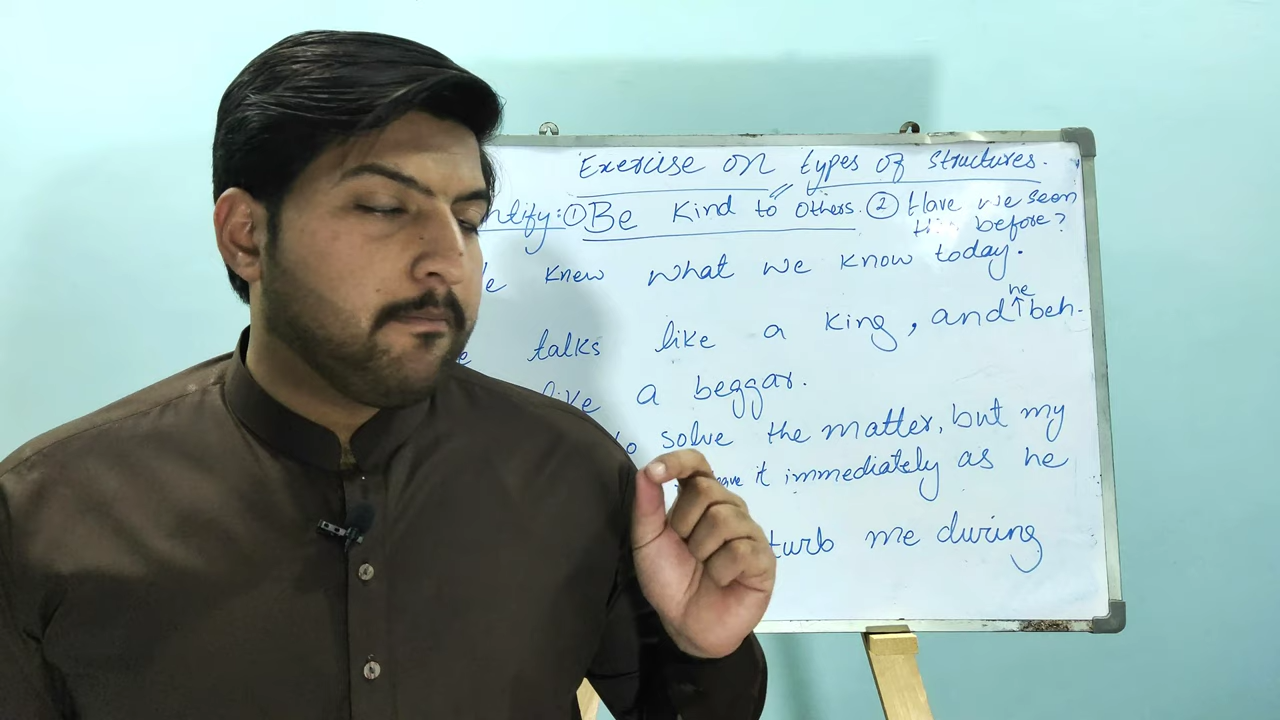 Exercise on types of structures.
ntify: ① Be Kind to others. ② Have we seen
before?
e knew what we know today.
he
e talks like a king, and ↑ beh-
like a beggar.
to solve the matter, but my
ave it immediately as he
turb me during